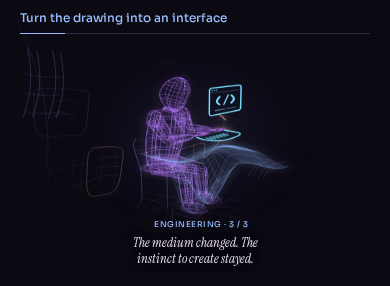 Turn the drawing into an interface
</>
ENGINEERING · 3 / 3
The medium changed. The
instinct to create stayed.